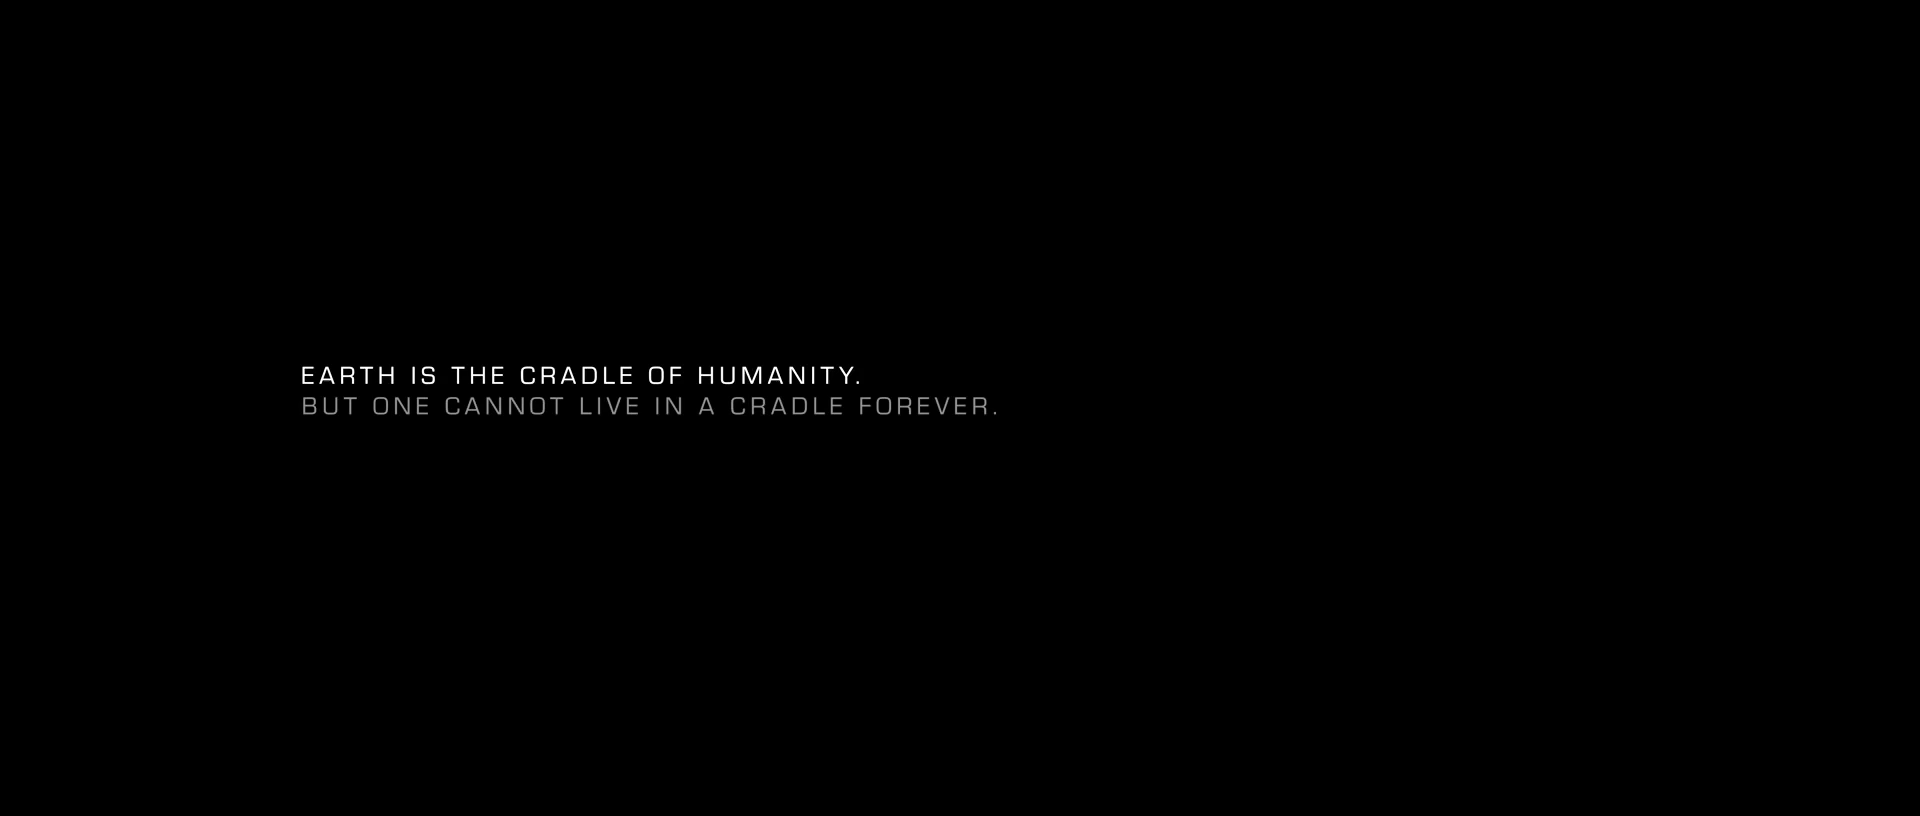 EARTH IS THE CRADLE OF HUMANITY.
BUT ONE CANNOT LIVE IN A CRADLE FOREVER.